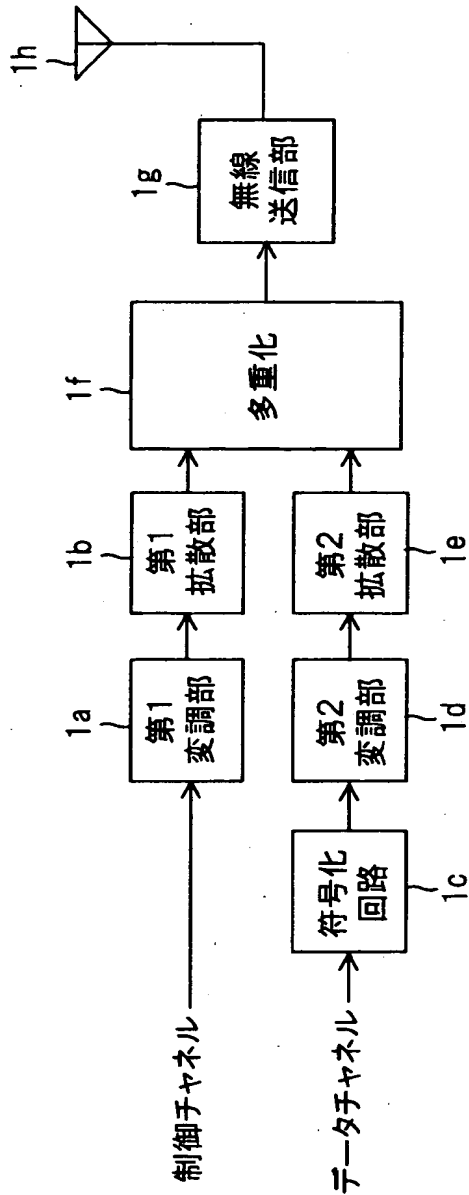 制御チャネル
1a
第1
変調部
1b
第1
拡散部
データチャネル
符号化
回路
1c
第2
変調部
1d
第2
拡散部
1e
1f
多重化
1g
無線
送信部
1h